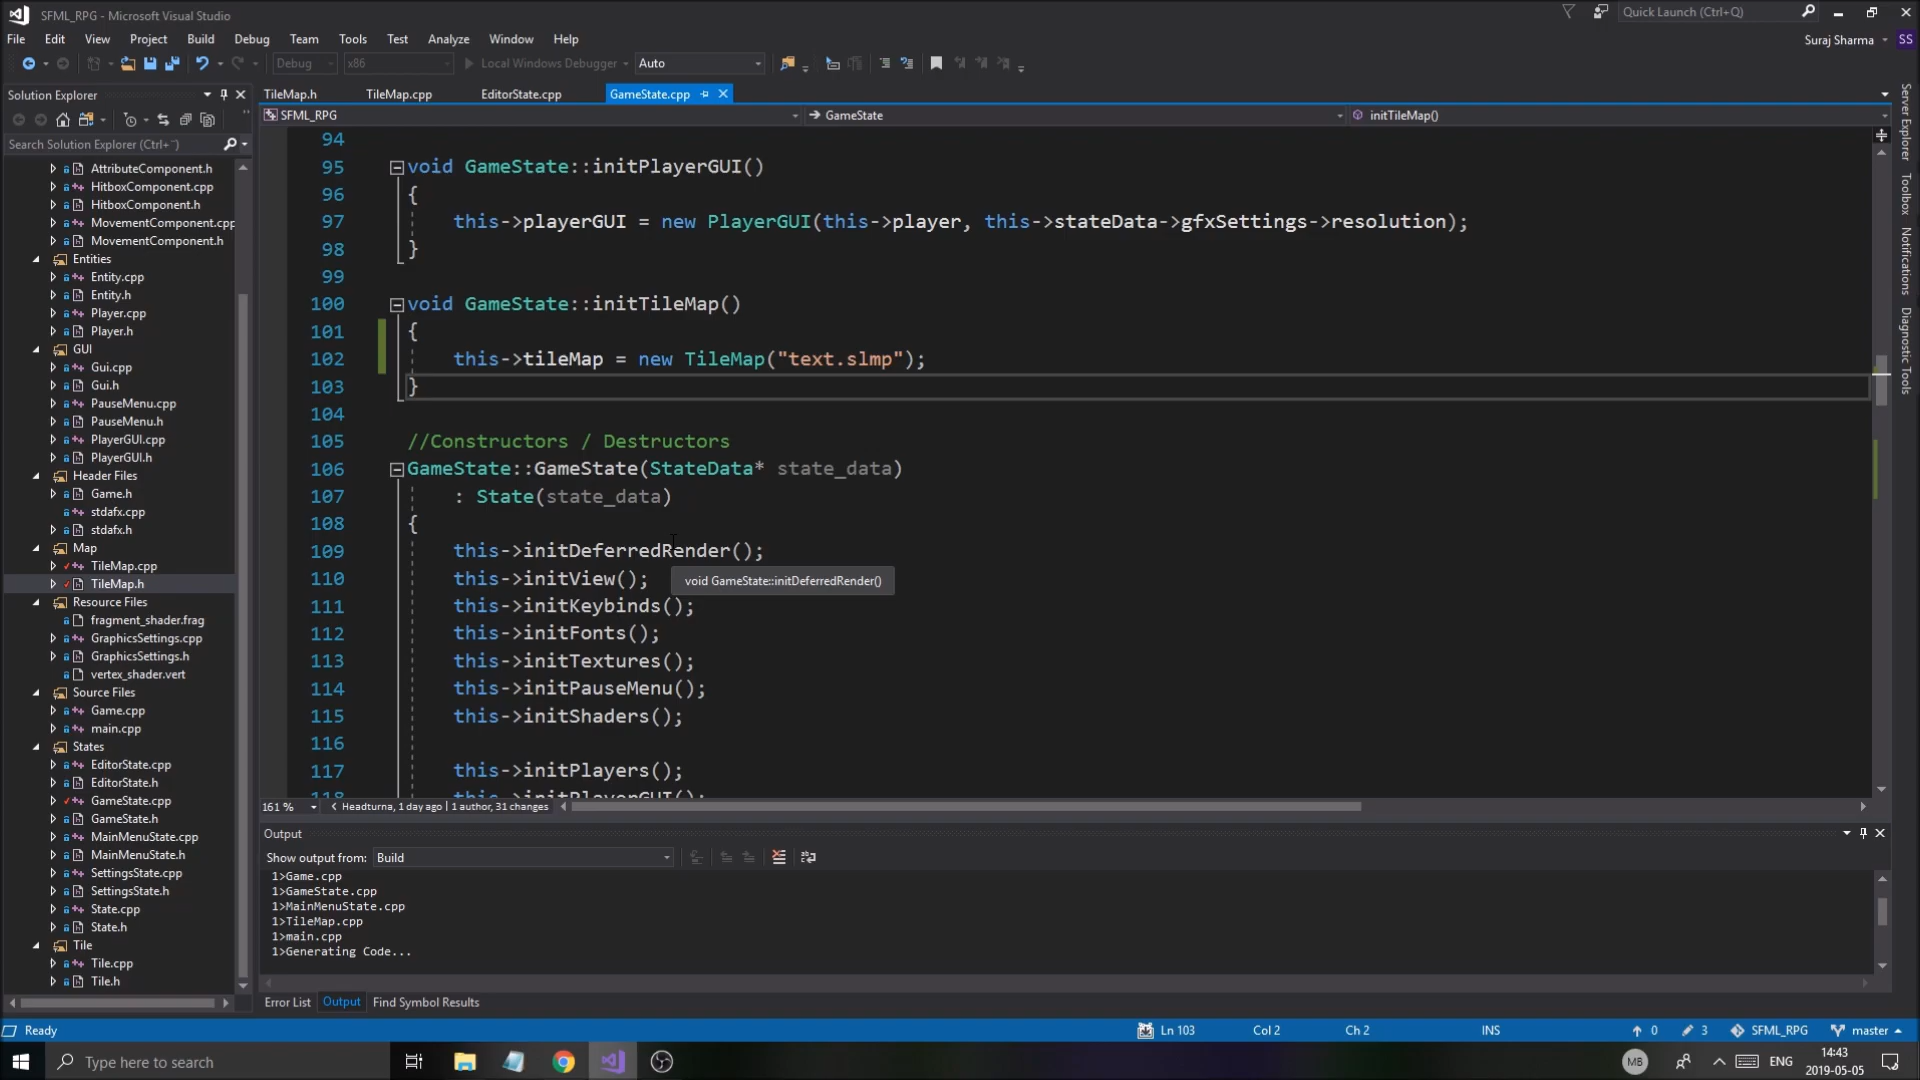 SFML_RPG - Microsoft Visual Studio
Quick Launch (Ctrl+Q)
File Edit View Project Build Debug Team Tools Test Analyze Window Help
Suraj Sharma SS
Debug x86 Local Windows Debugger Auto
Solution Explorer
Search Solution Explorer (Ctrl+¨)
AttributeComponent.h
HitboxComponent.cpp
HitboxComponent.h
MovementComponent.cpp
MovementComponent.h
Entities
Entity.cpp
Entity.h
Player.cpp
Player.h
GUI
Gui.cpp
Gui.h
PauseMenu.cpp
PauseMenu.h
PlayerGUI.cpp
PlayerGUI.h
Header Files
Game.h
stdafx.cpp
stdafx.h
Map
TileMap.cpp
TileMap.h
Resource Files
fragment_shader.frag
GraphicsSettings.cpp
GraphicsSettings.h
vertex_shader.vert
Source Files
Game.cpp
main.cpp
States
EditorState.cpp
EditorState.h
GameState.cpp
GameState.h
MainMenuState.cpp
MainMenuState.h
SettingsState.cpp
SettingsState.h
State.cpp
State.h
Tile
Tile.cpp
Tile.h
TileMap.h TileMap.cpp EditorState.cpp GameState.cpp
SFML_RPG GameState initTileMap()
94
95 void GameState::initPlayerGUI()
96 {
97 this->playerGUI = new PlayerGUI(this->player, this->stateData->gfxSettings->resolution);
98 }
99
100 void GameState::initTileMap()
101 {
102 this->tileMap = new TileMap("text.slmp");
103 }
104
105 //Constructors / Destructors
106 GameState::GameState(StateData* state_data)
107 : State(state_data)
108 {
109 this->initDeferredRender();
110 this->initView();
void GameState::initDeferredRender()
111 this->initKeybinds();
112 this->initFonts();
113 this->initTextures();
114 this->initPauseMenu();
115 this->initShaders();
116
117 this->initPlayers();
118 this->initPlayerGUI();
161 % Headturna, 1 day ago | 1 author, 31 changes
Output
Show output from: Build
1>Game.cpp
1>GameState.cpp
1>MainMenuState.cpp
1>TileMap.cpp
1>main.cpp
1>Generating Code...
Error List Output Find Symbol Results
Server Explorer
Toolbox
Notifications
Diagnostic Tools
Ready Ln 103 Col 2 Ch 2 INS 0 3 SFML_RPG master
Type here to search
MB ENG 14:43
2019-05-05